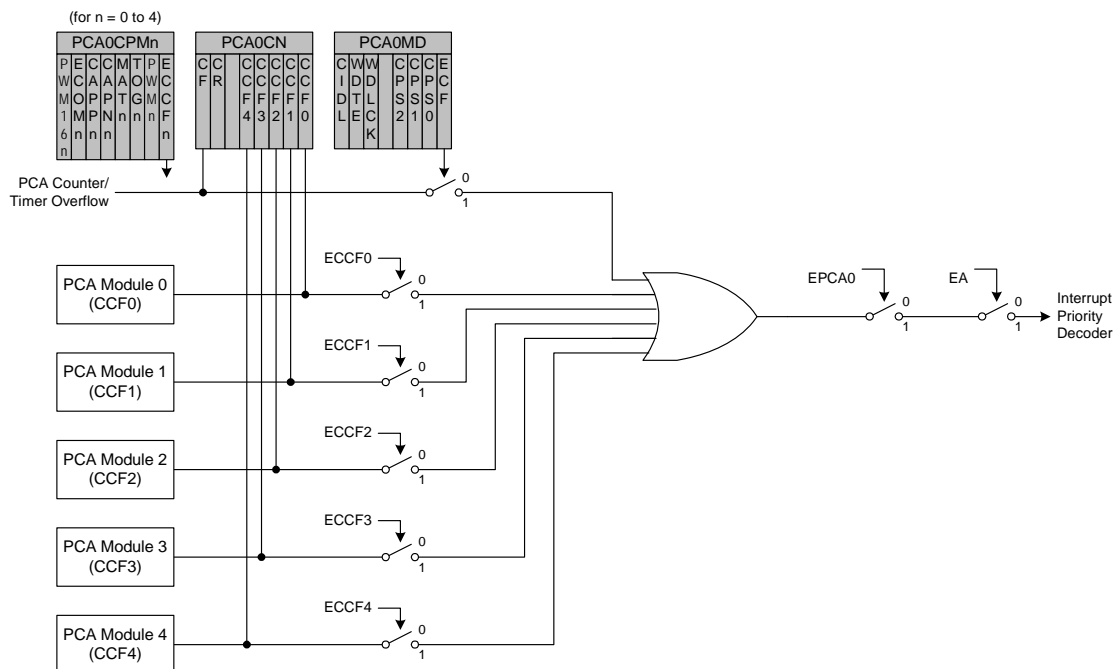 (for n = 0 to 4)
PCA0CPMn
PWM16n
ECOMn
CAPPn
CAPNn
MATn
TOGn
PWMn
ECCFn
PCA0CN
CF
CR
CCF4
CCF3
CCF2
CCF1
CCF0
PCA0MD
CIDL
WDTE
WDLCK
CPS2
CPS1
CPS0
ECF
PCA Counter/
Timer Overflow
0
1
PCA Module 0
(CCF0)
ECCF0
0
1
EPCA0
0
1
EA
0
1
Interrupt
Priority
Decoder
PCA Module 1
(CCF1)
ECCF1
0
1
PCA Module 2
(CCF2)
ECCF2
0
1
PCA Module 3
(CCF3)
ECCF3
0
1
PCA Module 4
(CCF4)
ECCF4
0
1